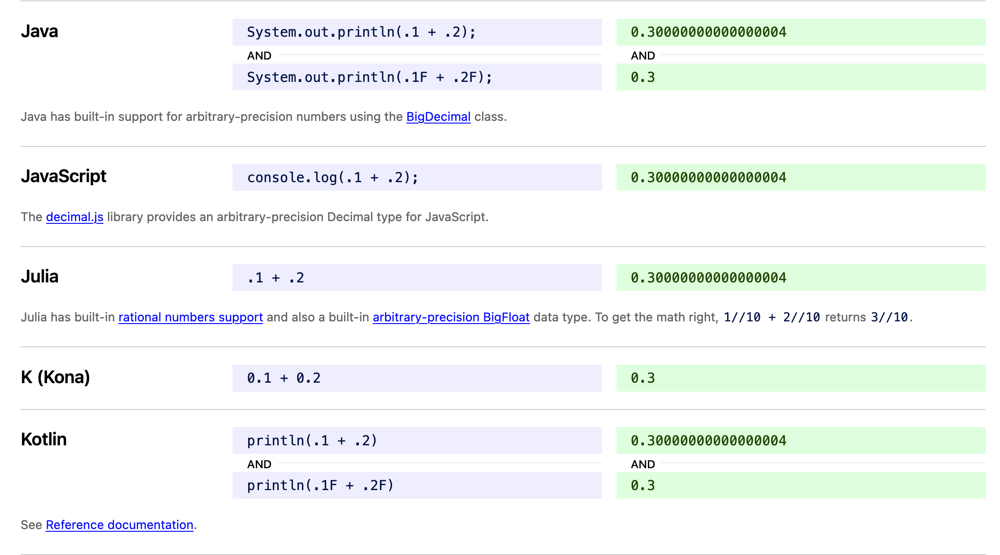 Java
System.out.println(.1 + .2);
0.30000000000000004
AND
AND
System.out.println(.1F + .2F);
0.3
Java has built-in support for arbitrary-precision numbers using the BigDecimal class.
JavaScript
console.log(.1 + .2);
0.30000000000000004
The decimal.js library provides an arbitrary-precision Decimal type for JavaScript.
Julia
.1 + .2
0.30000000000000004
Julia has built-in rational numbers support and also a built-in arbitrary-precision BigFloat data type. To get the math right, 1//10 + 2//10 returns 3//10.
K (Kona)
0.1 + 0.2
0.3
Kotlin
println(.1 + .2)
0.30000000000000004
AND
AND
println(.1F + .2F)
0.3
See Reference documentation.